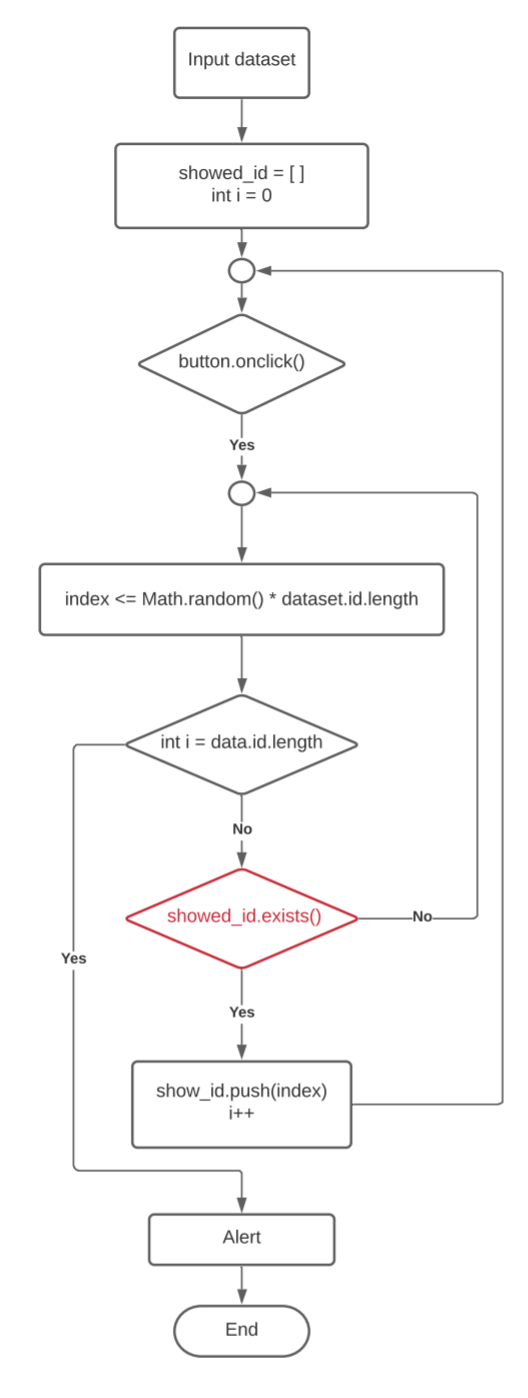 Input dataset
showed_id = [ ]
int i = 0
button.onclick()
Yes
index <= Math.random() * dataset.id.length
int i = data.id.length
No
showed_id.exists()
No
Yes
Yes
show_id.push(index)
i++
Alert
End